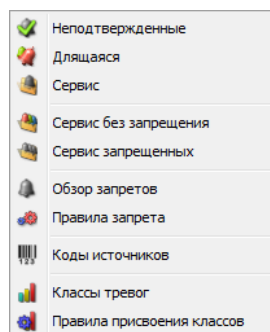 Неподтвержденные
Длящаяся
Сервис
Сервис без запрещения
Сервис запрещенных
Обзор запретов
Правила запрета
123
Коды источников
Классы тревог
Правила присвоения классов